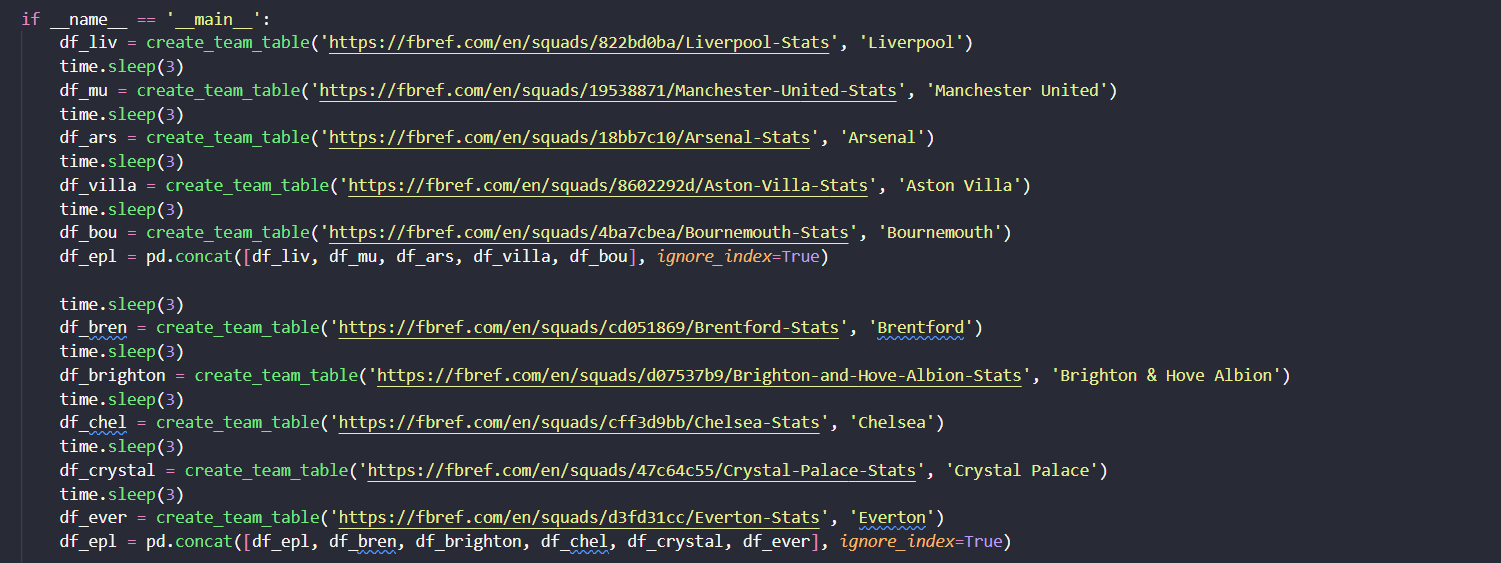 if __name__ == '__main__':
    df_liv = create_team_table('https://fbref.com/en/squads/822bd0ba/Liverpool-Stats', 'Liverpool')
    time.sleep(3)
    df_mu = create_team_table('https://fbref.com/en/squads/19538871/Manchester-United-Stats', 'Manchester United')
    time.sleep(3)
    df_ars = create_team_table('https://fbref.com/en/squads/18bb7c10/Arsenal-Stats', 'Arsenal')
    time.sleep(3)
    df_villa = create_team_table('https://fbref.com/en/squads/8602292d/Aston-Villa-Stats', 'Aston Villa')
    time.sleep(3)
    df_bou = create_team_table('https://fbref.com/en/squads/4ba7cbea/Bournemouth-Stats', 'Bournemouth')
    df_epl = pd.concat([df_liv, df_mu, df_ars, df_villa, df_bou], ignore_index=True)

    time.sleep(3)
    df_bren = create_team_table('https://fbref.com/en/squads/cd051869/Brentford-Stats', 'Brentford')
    time.sleep(3)
    df_brighton = create_team_table('https://fbref.com/en/squads/d07537b9/Brighton-and-Hove-Albion-Stats', 'Brighton & Hove Albion')
    time.sleep(3)
    df_chel = create_team_table('https://fbref.com/en/squads/cff3d9bb/Chelsea-Stats', 'Chelsea')
    time.sleep(3)
    df_crystal = create_team_table('https://fbref.com/en/squads/47c64c55/Crystal-Palace-Stats', 'Crystal Palace')
    time.sleep(3)
    df_ever = create_team_table('https://fbref.com/en/squads/d3fd31cc/Everton-Stats', 'Everton')
    df_epl = pd.concat([df_epl, df_bren, df_brighton, df_chel, df_crystal, df_ever], ignore_index=True)